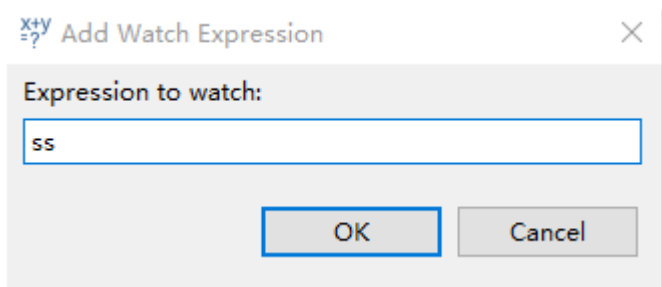 x+y
=?
Add Watch Expression
Expression to watch:
ss
OK
Cancel